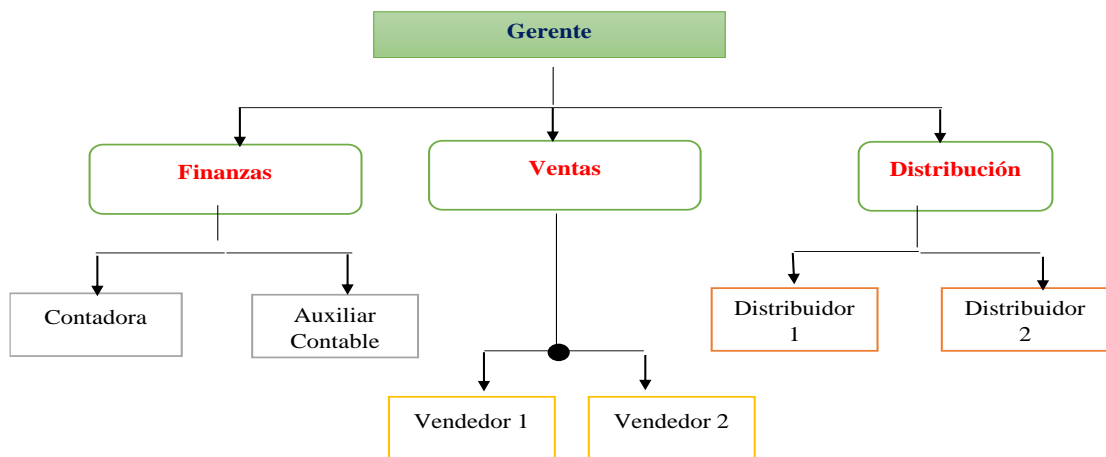 Gerente
Finanzas
Ventas
Distribución
Contadora
Auxiliar
Contable
Distribuidor
1
Distribuidor
2
Vendedor 1
Vendedor 2